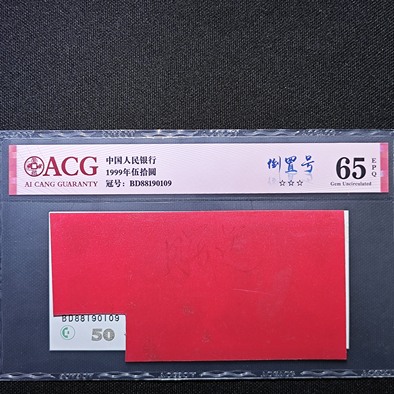 ACG
AI CANG GUARANTY
中国人民银行
1999年伍拾圆
冠号: BD88190109
倒置号
☆☆☆
65
EPQ
Gem Uncirculated
BD88190109
50